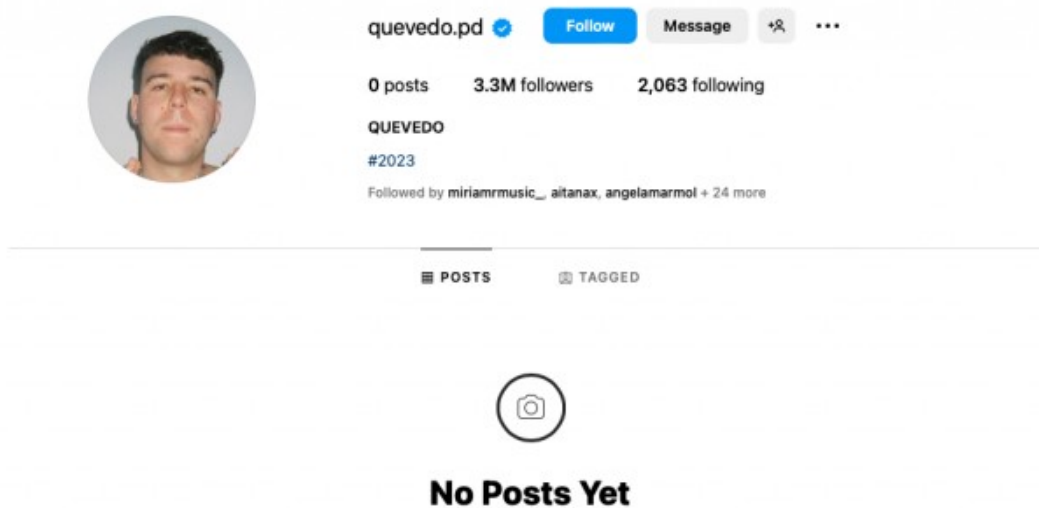 quevedo.pd Follow Message
0 posts 3.3M followers 2,063 following
QUEVEDO
#2023
Followed by miriamrmusic_, aitanax, angelamarmol + 24 more
POSTS TAGGED
No Posts Yet